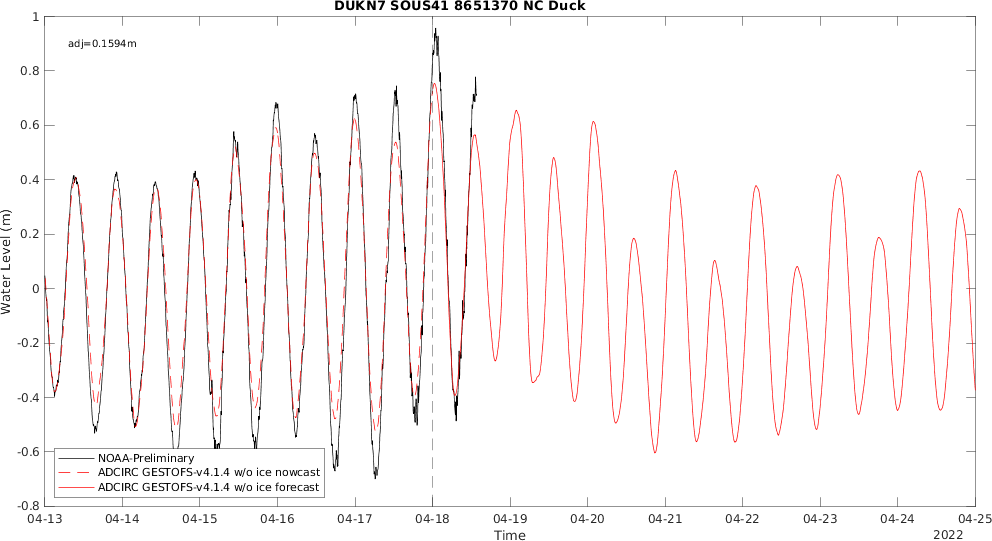 DUKN7 SOUS41 8651370 NC Duck
adj=0.1594m
1
0.8
0.6
0.4
0.2
0
-0.2
-0.4
-0.6
-0.8
Water Level (m)
NOAA-Preliminary
ADCIRC GESTOFS-v4.1.4 w/o ice nowcast
ADCIRC GESTOFS-v4.1.4 w/o ice forecast
04-13 04-14 04-15 04-16 04-17 04-18 04-19 04-20 04-21 04-22 04-23 04-24 04-25
Time
2022